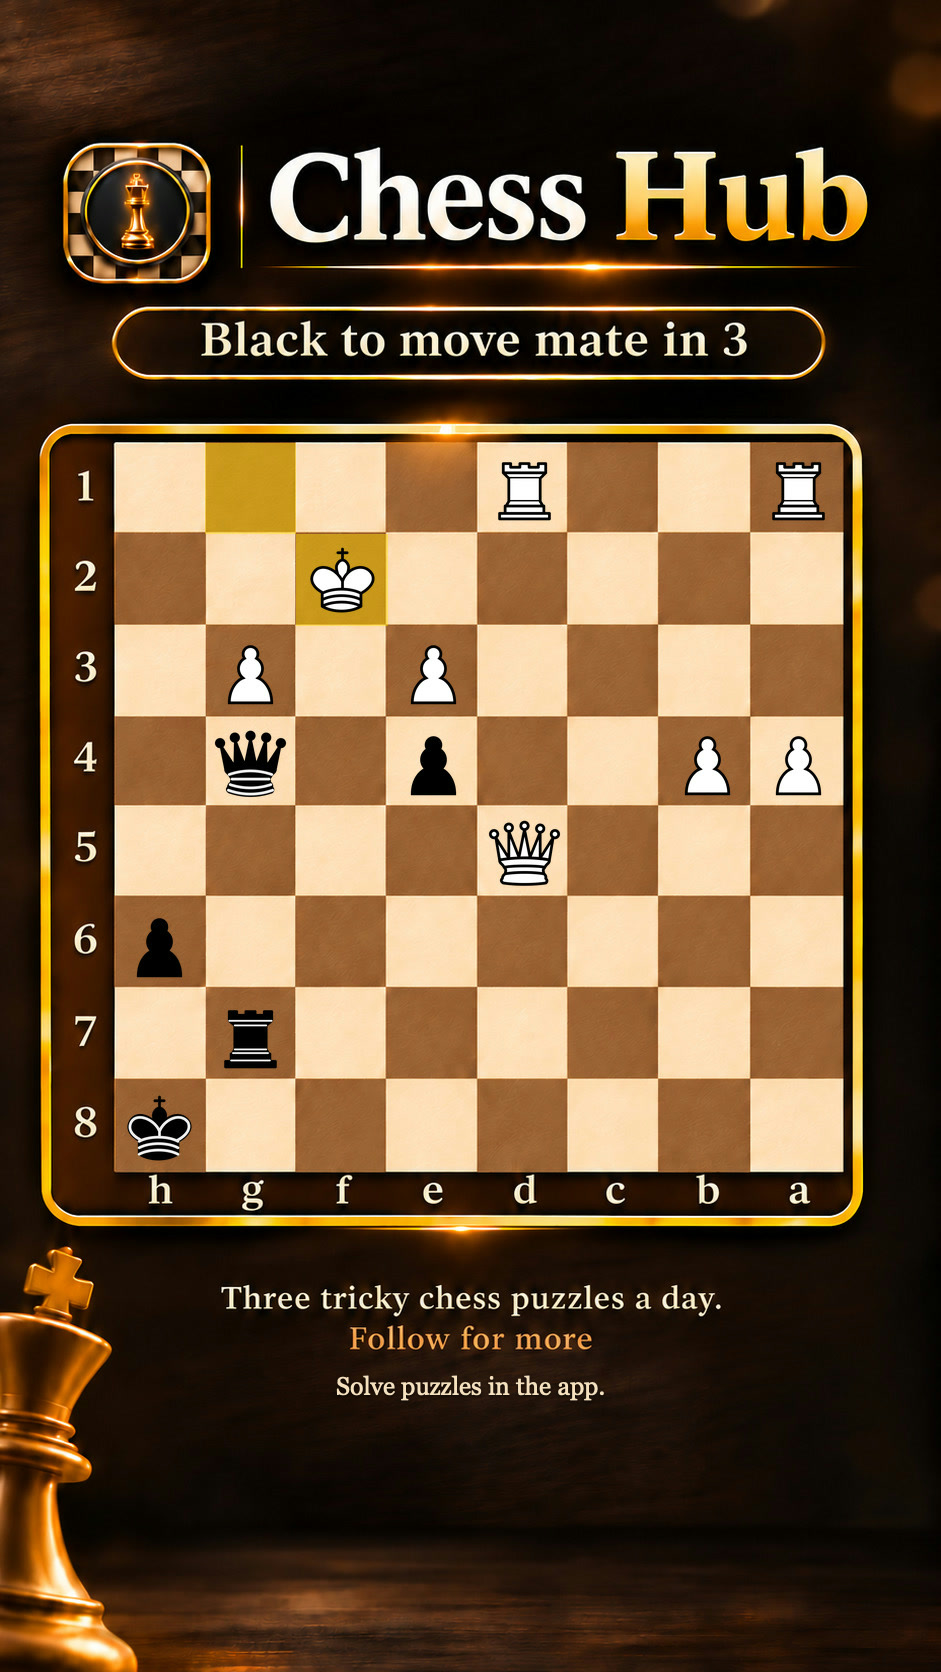 Chess Hub
Black to move mate in 3
1
2
3
4
5
6
7
8
h g f e d c b a
Three tricky chess puzzles a day.
Follow for more
Solve puzzles in the app.